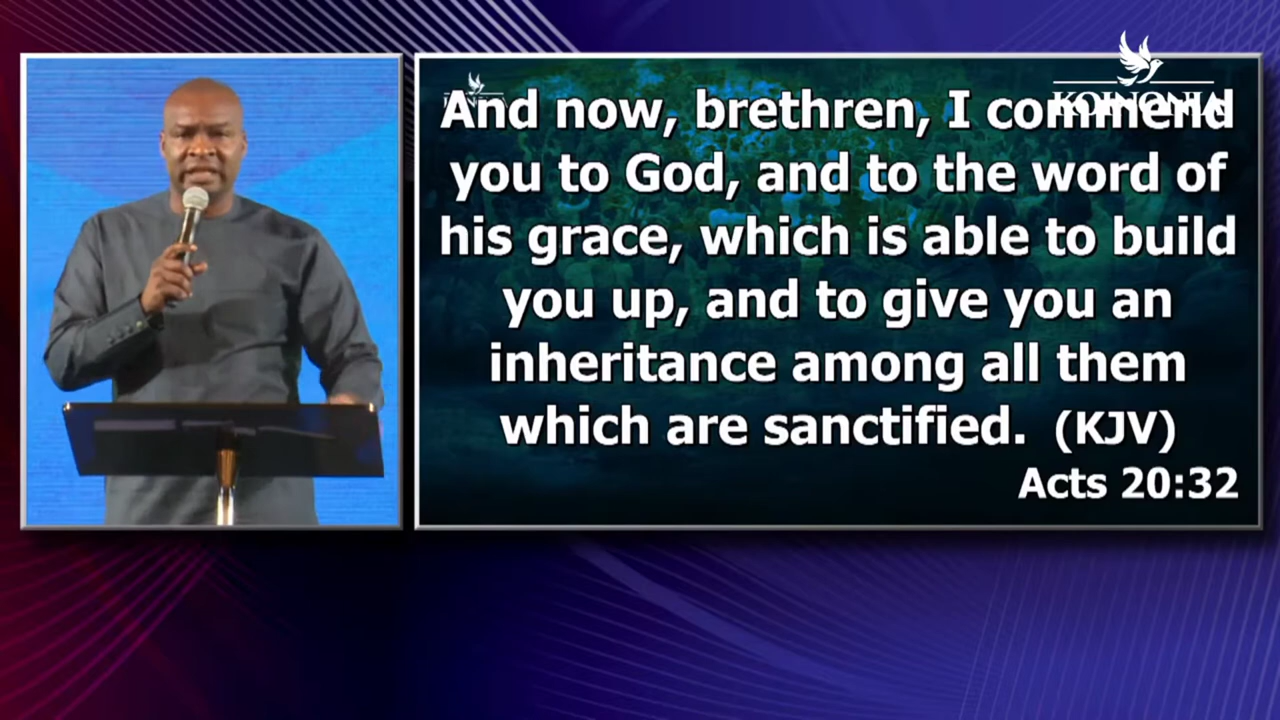 KOINONIA
And now, brethren, I commend
you to God, and to the word of
his grace, which is able to build
you up, and to give you an
inheritance among all them
which are sanctified. (KJV)
Acts 20:32